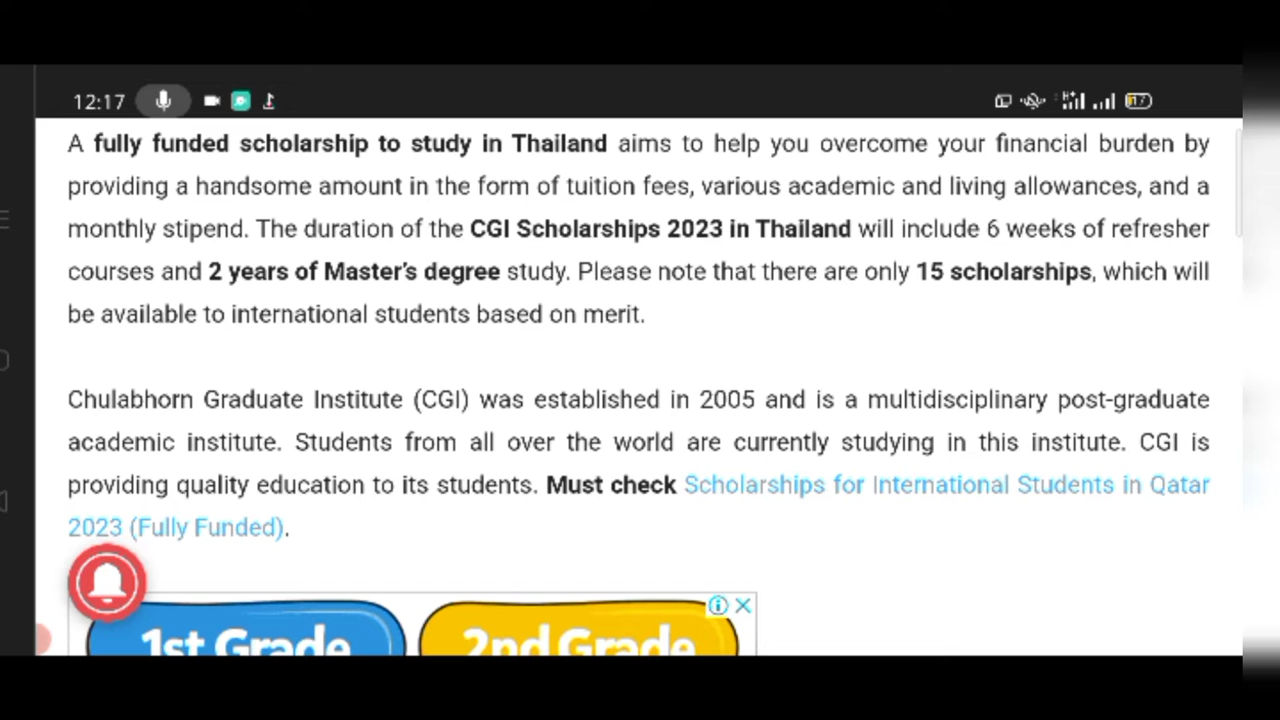 12:17
17
A fully funded scholarship to study in Thailand aims to help you overcome your financial burden by
providing a handsome amount in the form of tuition fees, various academic and living allowances, and a
monthly stipend. The duration of the CGI Scholarships 2023 in Thailand will include 6 weeks of refresher
courses and 2 years of Master's degree study. Please note that there are only 15 scholarships, which will
be available to international students based on merit.
Chulabhorn Graduate Institute (CGI) was established in 2005 and is a multidisciplinary post-graduate
academic institute. Students from all over the world are currently studying in this institute. CGI is
providing quality education to its students. Must check Scholarships for International Students in Qatar
2023 (Fully Funded).
1st Grade
2nd Grade